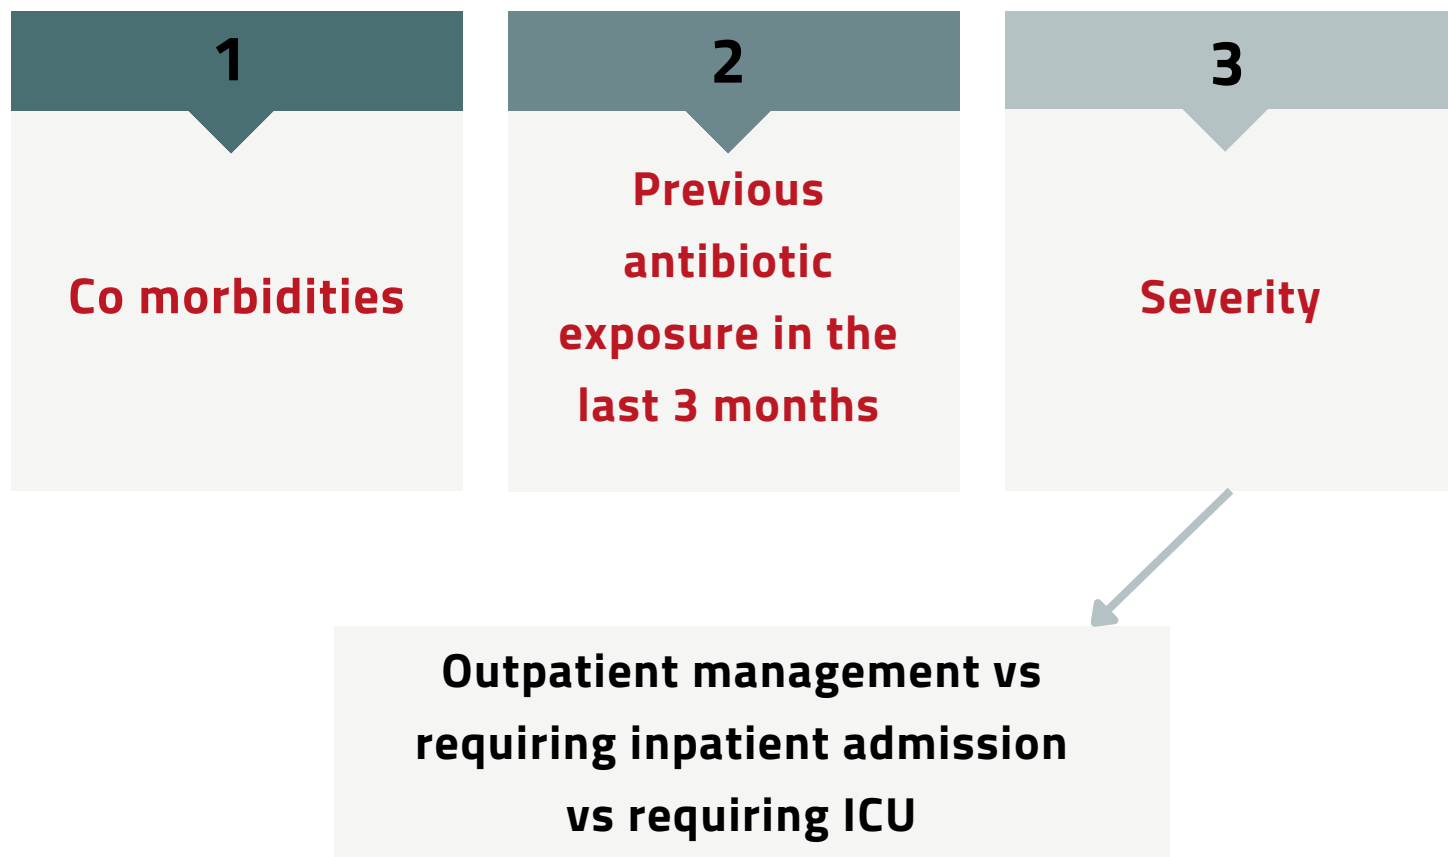 1
Co morbidities
2
Previous
antibiotic
exposure in the
last 3 months
3
Severity
Outpatient management vs
requiring inpatient admission
vs requiring ICU